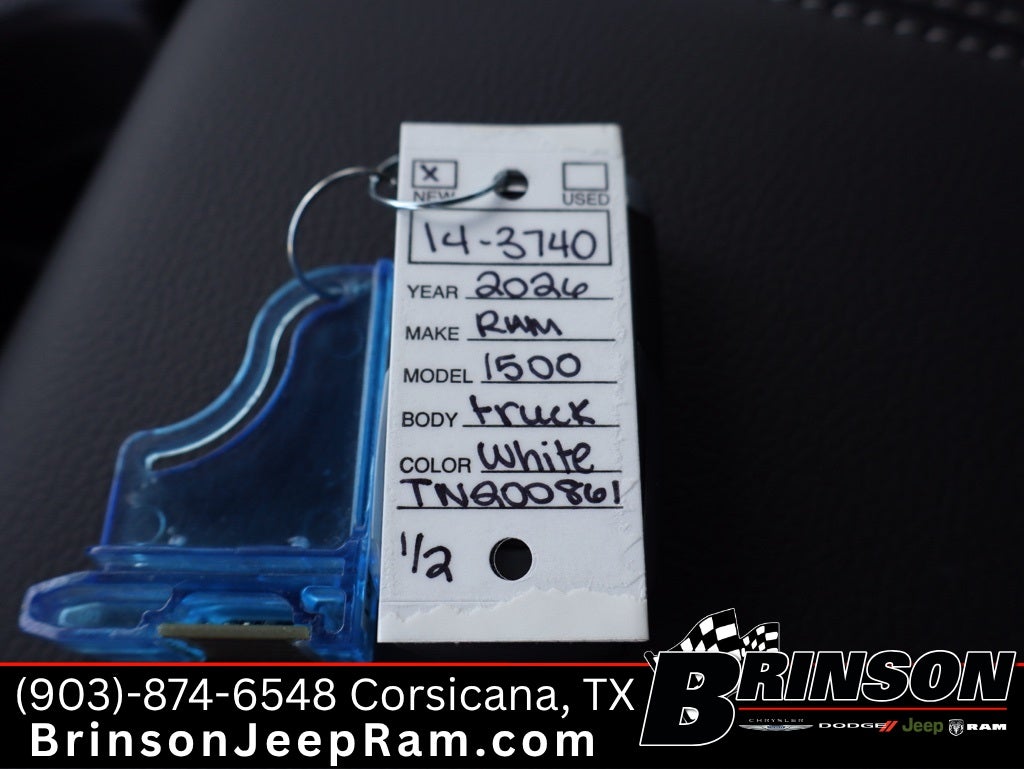 X
NEW USED
14-3740
YEAR 2026
MAKE RAM
MODEL 1500
BODY truck
COLOR White
TN200861
1/2
(903)-874-6548 Corsicana, TX
BrinsonJeepRam.com
BRINSON
CHRYSLER DODGE Jeep RAM